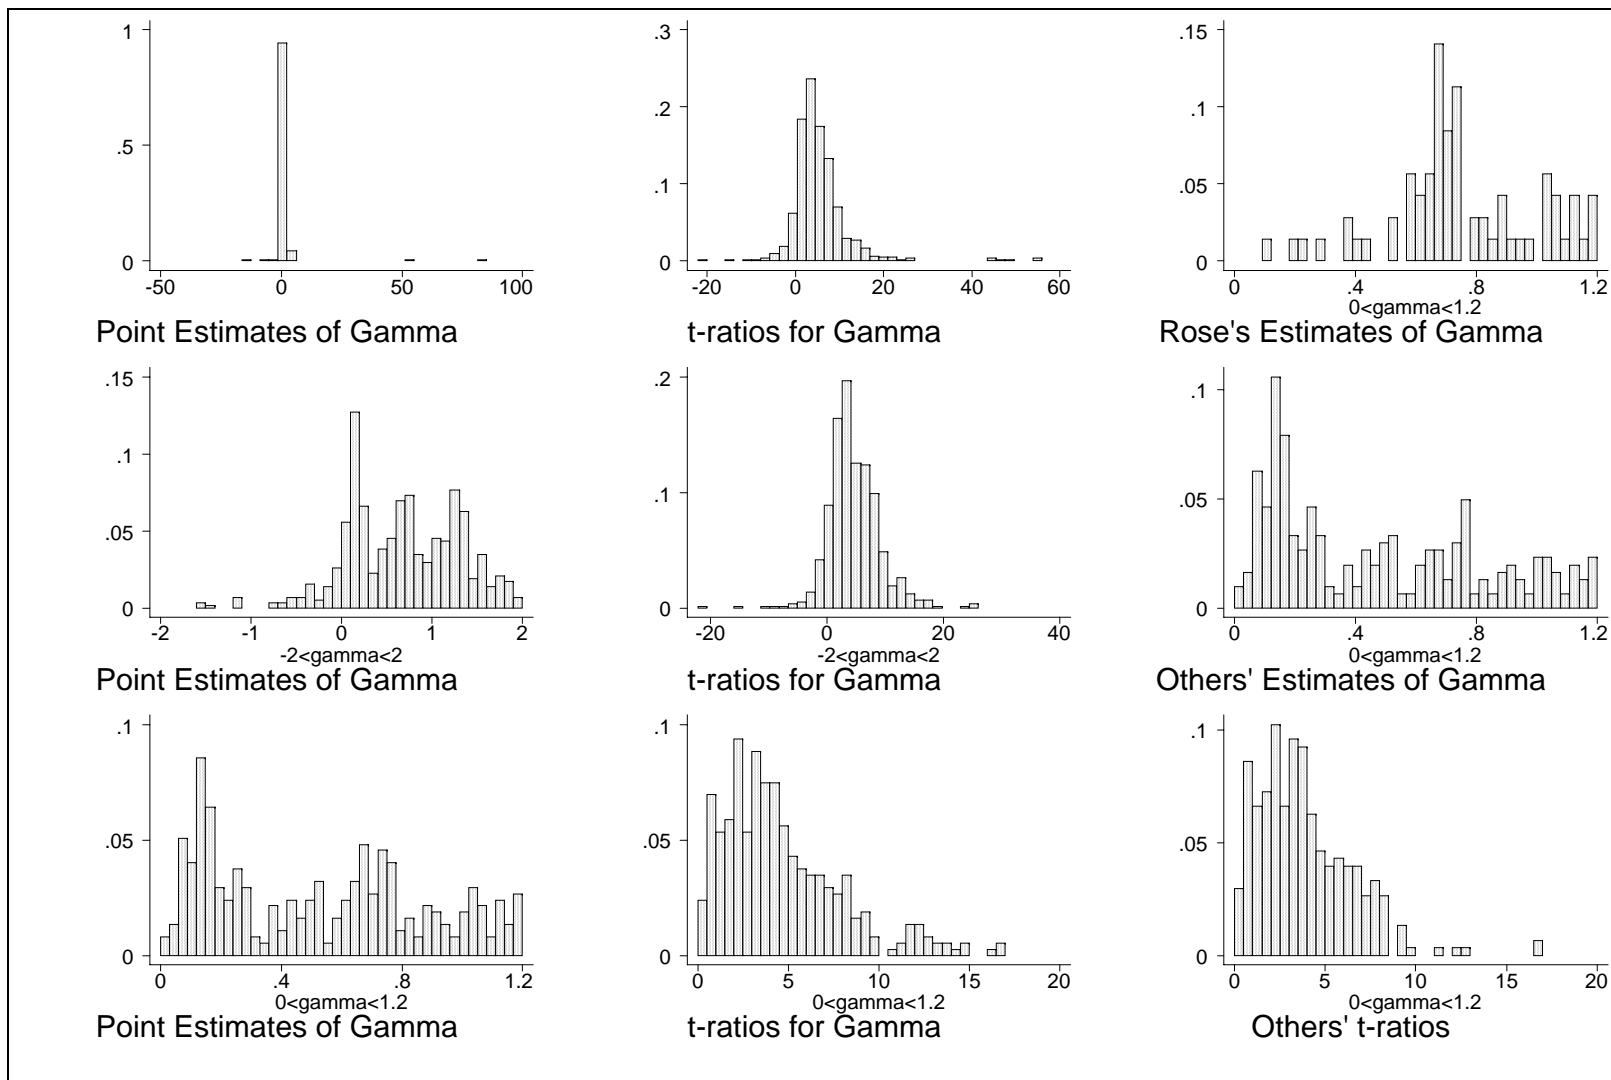 1
.5
0
-50 0 50 100
Point Estimates of Gamma
.3
.2
.1
0
-20 0 20 40 60
t-ratios for Gamma
.15
.1
.05
0
0 .4 .8 1.2
0<gamma<1.2
Rose's Estimates of Gamma
.15
.1
.05
0
-2 -1 0 1 2
-2<gamma<2
Point Estimates of Gamma
.2
.1
0
-20 0 20 40
-2<gamma<2
t-ratios for Gamma
.1
.05
0
0 .4 .8 1.2
0<gamma<1.2
Others' Estimates of Gamma
.1
.05
0
0 .4 .8 1.2
0<gamma<1.2
Point Estimates of Gamma
.1
.05
0
0 5 10 15 20
0<gamma<1.2
t-ratios for Gamma
.1
.05
0
0 5 10 15 20
0<gamma<1.2
Others' t-ratios